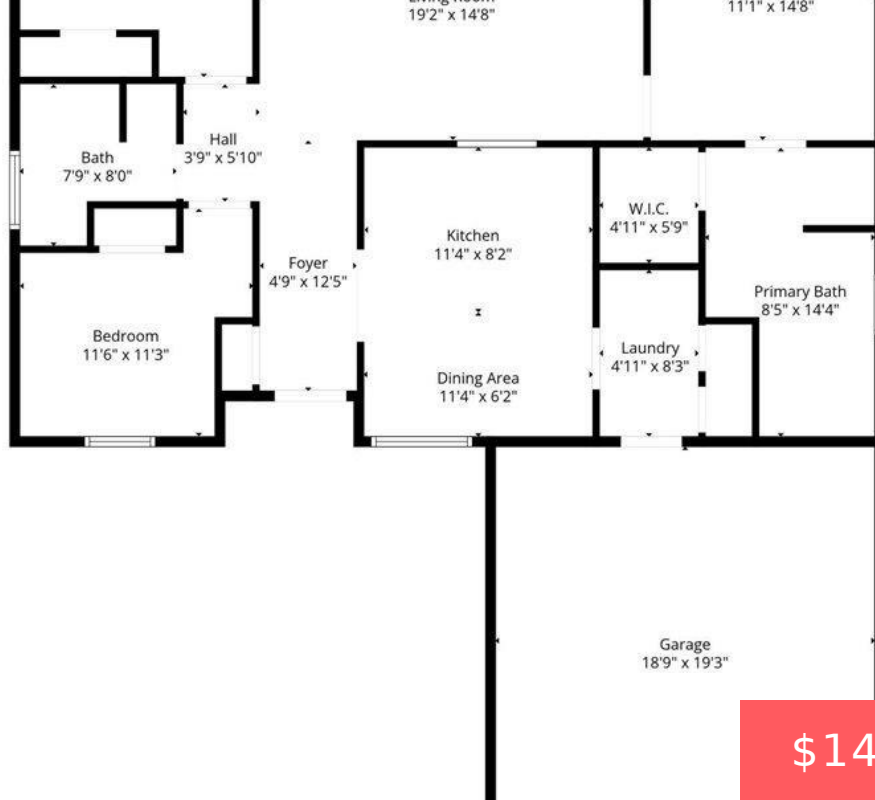 19'2" x 14'8"
11'1" x 14'8"
Hall
3'9" x 5'10"
Bath
7'9" x 8'0"
W.I.C.
4'11" x 5'9"
Kitchen
11'4" x 8'2"
Foyer
4'9" x 12'5"
Primary Bath
8'5" x 14'4"
Bedroom
11'6" x 11'3"
Laundry
4'11" x 8'3"
Dining Area
11'4" x 6'2"
Garage
18'9" x 19'3"
$14